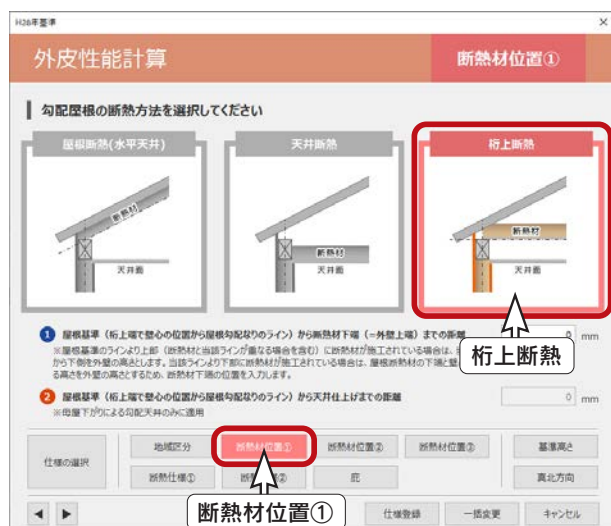 H28年基準
外皮性能計算
断熱材位置①
勾配屋根の断熱方法を選択してください
屋根断熱(水平天井)
天井断熱
桁上断熱
断熱材
天井面
断熱材
天井面
断熱材
天井面
1 屋根基準（桁上端で壁心の位置から屋根勾配なりのライン）から断熱材下端（=外壁上端）までの距離
0 mm
※屋根基準のラインより上部（断熱材と当該ラインが重なる場合を含む）に断熱材が施工されている場合は、
から下側を外壁の高さとします。当該ラインより下部に断熱材が施工されている場合は、屋根断熱材の下端と壁
る高さを外壁の高さとするため、断熱材下端の位置を入力します。
桁上断熱
2 屋根基準（桁上端で壁心の位置から屋根勾配なりのライン）から天井仕上げまでの距離
0 mm
※母屋下がりによる勾配天井のみに適用
仕様の選択
地域区分
断熱材位置①
断熱材位置②
断熱材位置③
基準高さ
断熱仕様①
庇
真北方向
断熱材位置①
仕様登録
一括変更
キャンセル